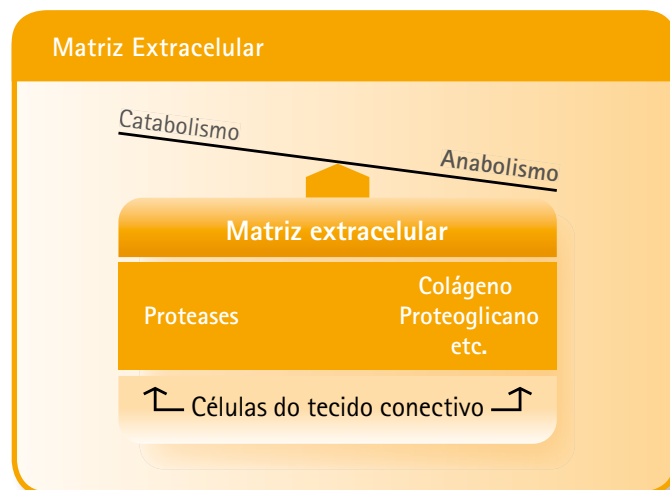 Matriz Extracelular
Catabolismo
Anabolismo
Matriz extracelular
Proteases
Colágeno
Proteoglicano
etc.
Células do tecido conectivo